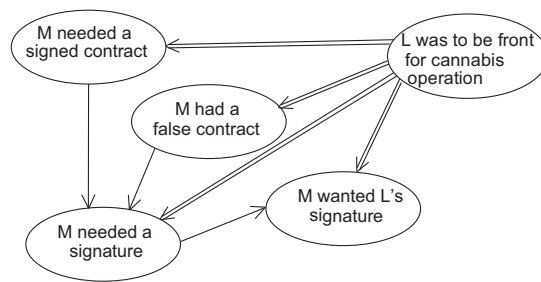 M needed a
signed contract
L was to be front
for cannabis
operation
M had a
false contract
M wanted L's
signature
M needed a
signature